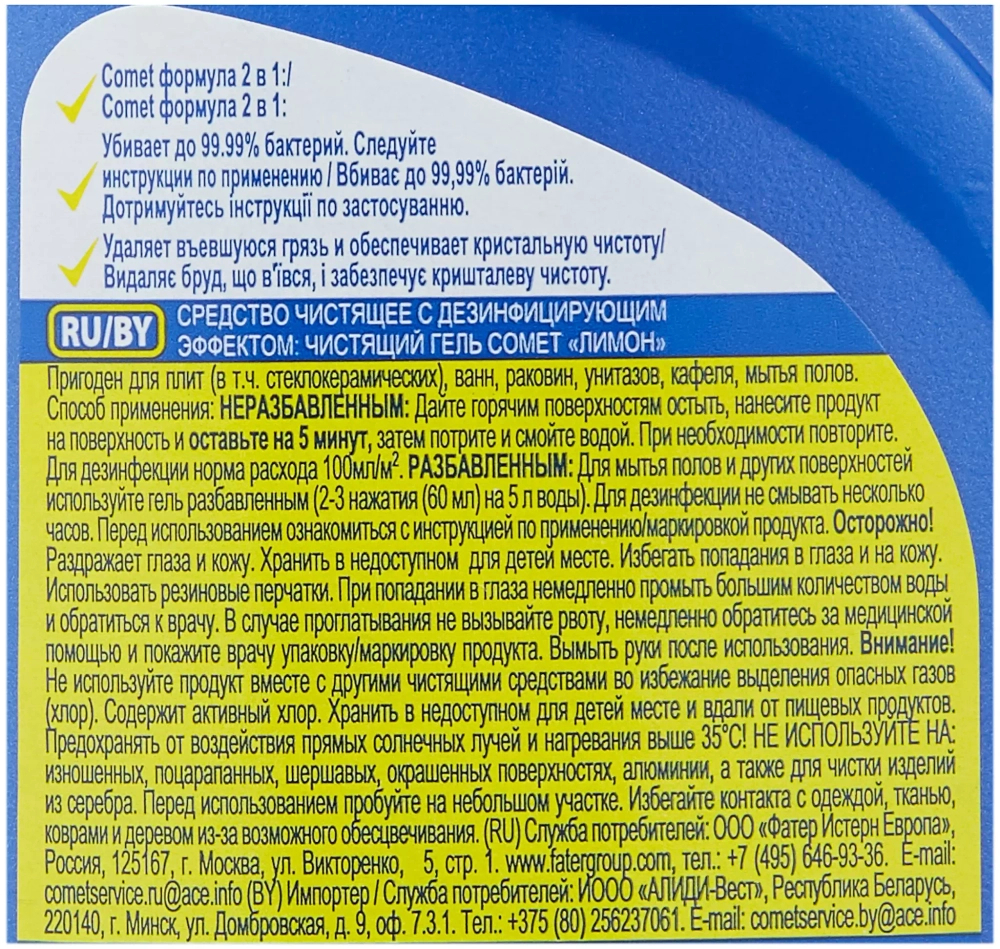 Comet формула 2 в 1:/
Comet формула 2 в 1:
Убивает до 99.99% бактерий. Следуйте
инструкции по применению / Вбиває до 99,99% бактерій.
Дотримуйтесь інструкції по застосуванню.
Удаляет въевшуюся грязь и обеспечивает кристальную чистоту/
Видаляє бруд, що в'ївся, і забезпечує кришталеву чистоту.
RU/BY
СРЕДСТВО ЧИСТЯЩЕЕ С ДЕЗИНФИЦИРУЮЩИМ
ЭФФЕКТОМ: ЧИСТЯЩИЙ ГЕЛЬ COMET «ЛИМОН»
Пригоден для плит (в т.ч. стеклокерамических), ванн, раковин, унитазов, кафеля, мытья полов.
Способ применения: НЕРАЗБАВЛЕННЫМ: Дайте горячим поверхностям остыть, нанесите продукт
на поверхность и оставьте на 5 минут, затем потрите и смойте водой. При необходимости повторите.
Для дезинфекции норма расхода 100мл/м². РАЗБАВЛЕННЫМ: Для мытья полов и других поверхностей
используйте гель разбавленным (2-3 нажатия (60 мл) на 5 л воды). Для дезинфекции не смывать несколько
часов. Перед использованием ознакомиться с инструкцией по применению/маркировкой продукта. Осторожно!
Раздражает глаза и кожу. Хранить в недоступном для детей месте. Избегать попадания в глаза и на кожу.
Использовать резиновые перчатки. При попадании в глаза немедленно промыть большим количеством воды
и обратиться к врачу. В случае проглатывания не вызывайте рвоту, немедленно обратитесь за медицинской
помощью и покажите врачу упаковку/маркировку продукта. Вымыть руки после использования. Внимание!
Не используйте продукт вместе с другими чистящими средствами во избежание выделения опасных газов
(хлор). Содержит активный хлор. Хранить в недоступном для детей месте и вдали от пищевых продуктов.
Предохранять от воздействия прямых солнечных лучей и нагревания выше 35°C! НЕ ИСПОЛЬЗУЙТЕ НА:
изношенных, поцарапанных, шершавых, окрашенных поверхностях, алюминии, а также для чистки изделий
из серебра. Перед использованием пробуйте на небольшом участке. Избегайте контакта с одеждой, тканью,
коврами и деревом из-за возможного обесцвечивания. (RU) Служба потребителей: ООО «Фатер Истерн Европа»,
Россия, 125167, г. Москва, ул. Викторенко, 5, стр. 1. www.fatergroup.com, тел.: +7 (495) 646-93-36. E-mail:
cometservice.ru@ace.info (BY) Импортер / Служба потребителей: ИООО «АЛИДИ-Вест», Республика Беларусь,
220140, г. Минск, ул. Домбровская, д. 9, оф. 7.3.1. Тел.: +375 (80) 256237061. E-mail: cometservice.by@ace.info